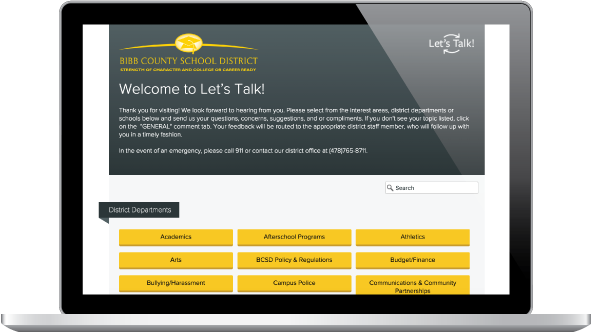 BIBB COUNTY SCHOOL DISTRICT
STRENGTH OF CHARACTER AND COLLEGE OR CAREER READY
Let's Talk!
Welcome to Let's Talk!
Thank you for visiting! We look forward to hearing from you. Please select from the interest areas, district departments or
schools below and send us your questions, concerns, suggestions, and or compliments. If you don't see your topic listed, click
on the "GENERAL" comment tab. Your feedback will be routed to the appropriate district staff member, who will follow up with
you in a timely fashion.
In the event of an emergency, please call 911 or contact our district office at (478)765-8711.
Search
District Departments
Academics
Afterschool Programs
Athletics
Arts
BCSD Policy & Regulations
Budget/Finance
Bullying/Harassment
Campus Police
Communications & Community
Partnerships